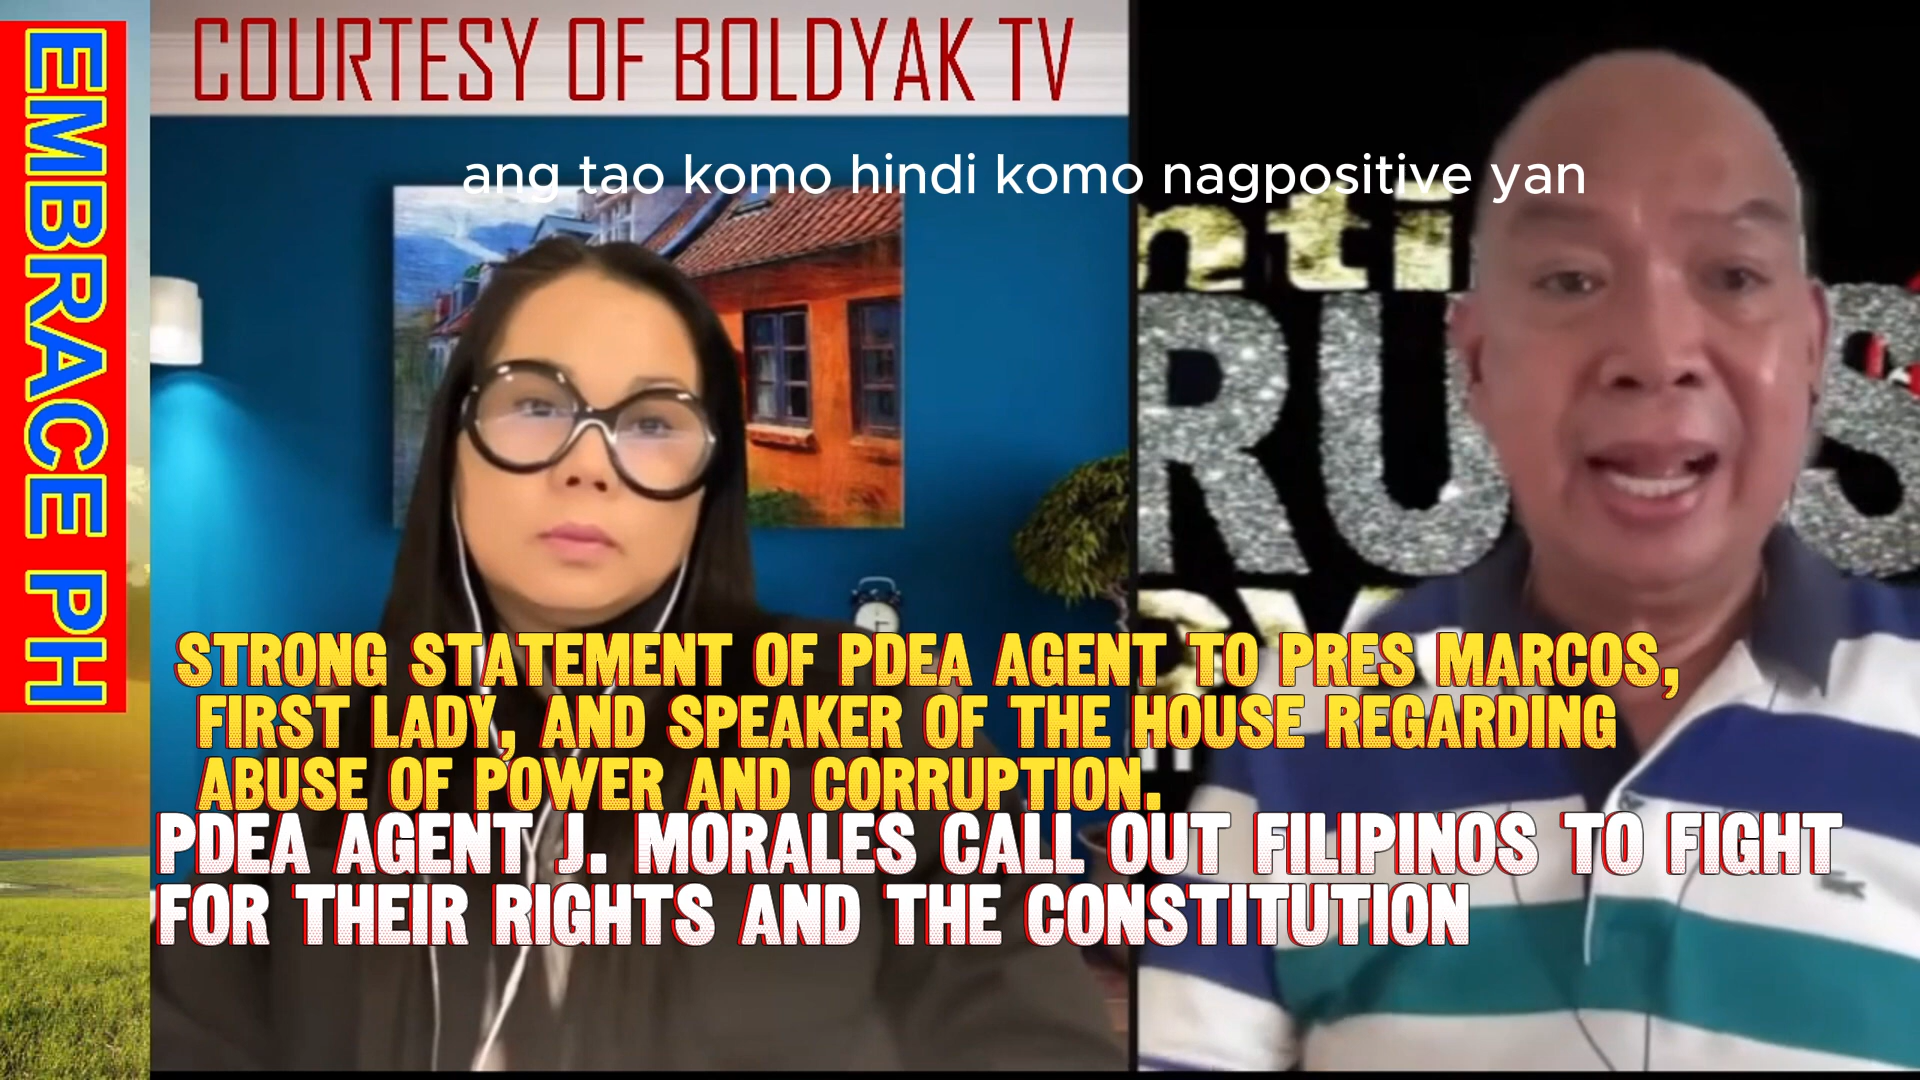 EMBRACE PH
COURTESY OF BOLDYAK TV
ang tao komo hindi komo nagpositive yan
nti
RU S
STRONG STATEMENT OF PDEA AGENT TO PRES MARCOS,
FIRST LADY, AND SPEAKER OF THE HOUSE REGARDING
ABUSE OF POWER AND CORRUPTION.
PDEA AGENT J. MORALES CALL OUT FILIPINOS TO FIGHT
FOR THEIR RIGHTS AND THE CONSTITUTION